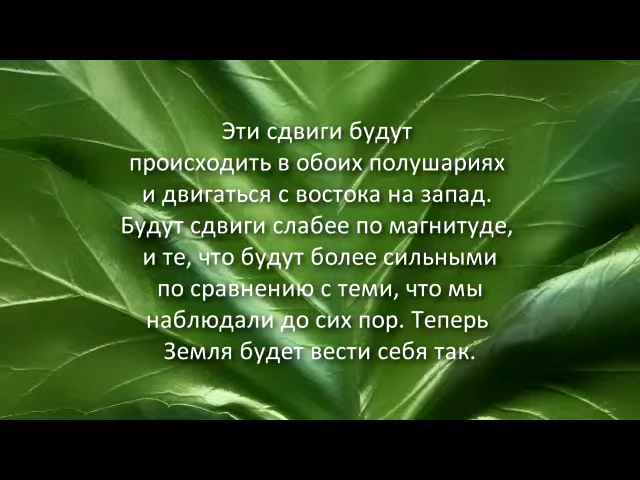 Эти сдвиги будут
происходить в обоих полушариях
и двигаться с востока на запад.
Будут сдвиги слабее по магнитуде,
и те, что будут более сильными
по сравнению с теми, что мы
наблюдали до сих пор. Теперь
Земля будет вести себя так.